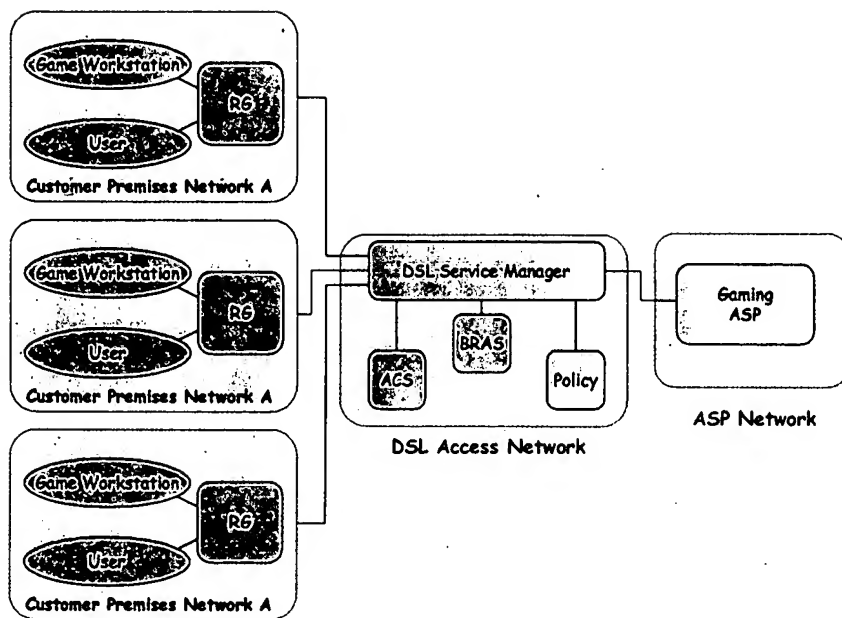 Game Workstation
RG
User
Customer Premises Network A
Game Workstation
RG
User
Customer Premises Network A
Game Workstation
RG
User
Customer Premises Network A
DSL Service Manager
ACS
BRAS
Policy
DSL Access Network
Gaming
ASP
ASP Network